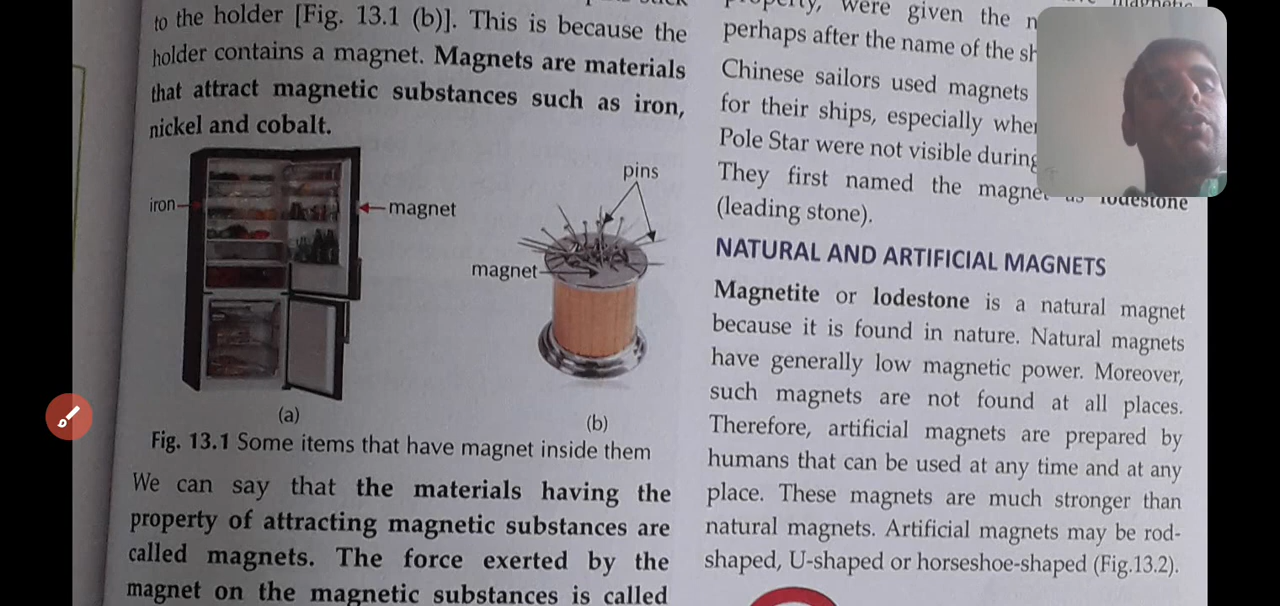 to the holder [Fig. 13.1 (b)]. This is because the
holder contains a magnet. Magnets are materials
that attract magnetic substances such as iron,
nickel and cobalt.
iron
magnet
pins
magnet
(a)
(b)
Fig. 13.1 Some items that have magnet inside them
We can say that the materials having the
property of attracting magnetic substances are
called magnets. The force exerted by the
magnet on the magnetic substances is called
were given the
perhaps after the name of the
Chinese sailors used magnets
for their ships, especially
Pole Star were not visible during
They first named the magnet as lodestone
(leading stone).
NATURAL AND ARTIFICIAL MAGNETS
Magnetite or lodestone is a natural magnet
because it is found in nature. Natural magnets
have generally low magnetic power. Moreover,
such magnets are not found at all places.
Therefore, artificial magnets are prepared by
humans that can be used at any time and at any
place. These magnets are much stronger than
natural magnets. Artificial magnets may be rod-
shaped, U-shaped or horseshoe-shaped (Fig.13.2).